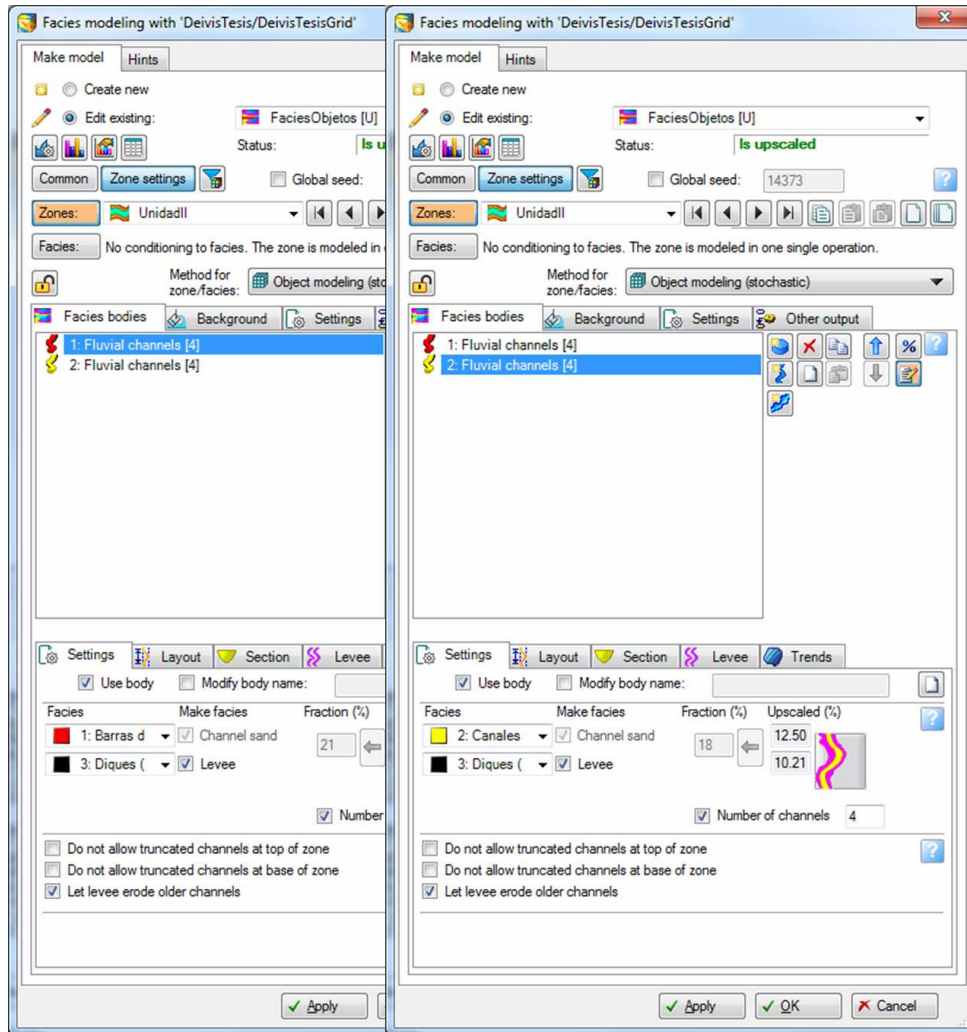 Facies modeling with 'DeivisTesis/DeivisTesisGrid'
Make model Hints
Create new
Edit existing: FaciesObjetos [U]
Status: Is u
Common Zone settings Global seed:
Zones: UnidadII
Facies: No conditioning to facies. The zone is modeled in
Method for zone/facies: Object modeling (sto
Facies bodies Background Settings
1: Fluvial channels [4]
2: Fluvial channels [4]
Settings Layout Section Levee
Use body Modify body name:
Facies Make facies Fraction (%)
1: Barras d Channel sand 21
3: Diques ( Levee
Number
Do not allow truncated channels at top of zone
Do not allow truncated channels at base of zone
Let levee erode older channels
Apply
Facies modeling with 'DeivisTesis/DeivisTesisGrid'
Make model Hints
Create new
Edit existing: FaciesObjetos [U]
Status: Is upscaled
Common Zone settings Global seed: 14373
Zones: UnidadII
Facies: No conditioning to facies. The zone is modeled in one single operation.
Method for zone/facies: Object modeling (stochastic)
Facies bodies Background Settings Other output
1: Fluvial channels [4]
2: Fluvial channels [4]
%
Settings Layout Section Levee Trends
Use body Modify body name:
Facies Make facies Fraction (%) Upscaled (%)
2: Canales Channel sand 18 12.50
3: Diques ( Levee 10.21
Number of channels 4
Do not allow truncated channels at top of zone
Do not allow truncated channels at base of zone
Let levee erode older channels
Apply OK Cancel